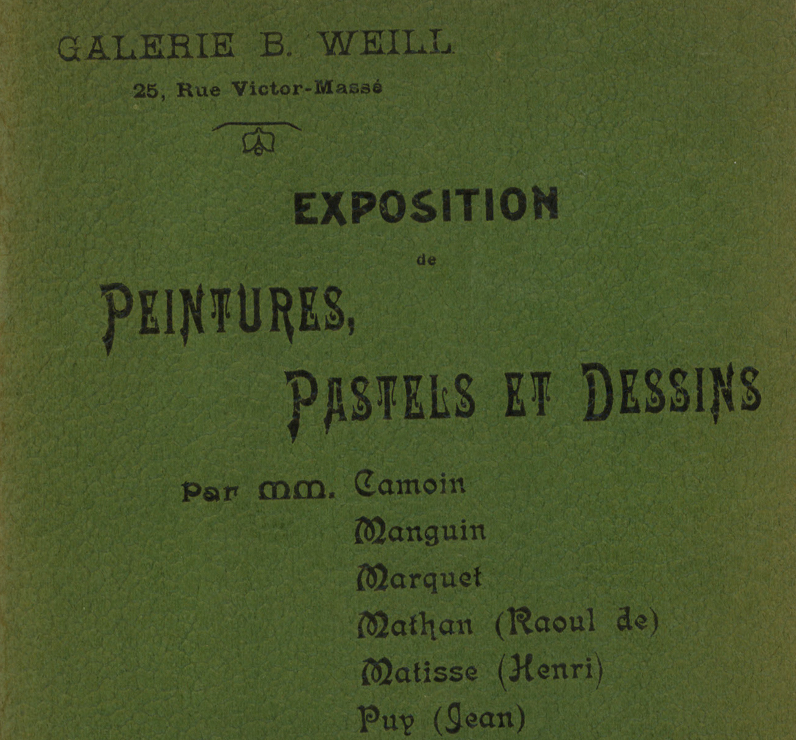 GALERIE B. WEILL
25, Rue Victor-Massé
EXPOSITION
de
PEINTURES,
PASTELS ET DESSINS
Par MM. Camoin
Manguin
Marquet
Mathan (Raoul de)
Matisse (Henri)
Puy (Jean)